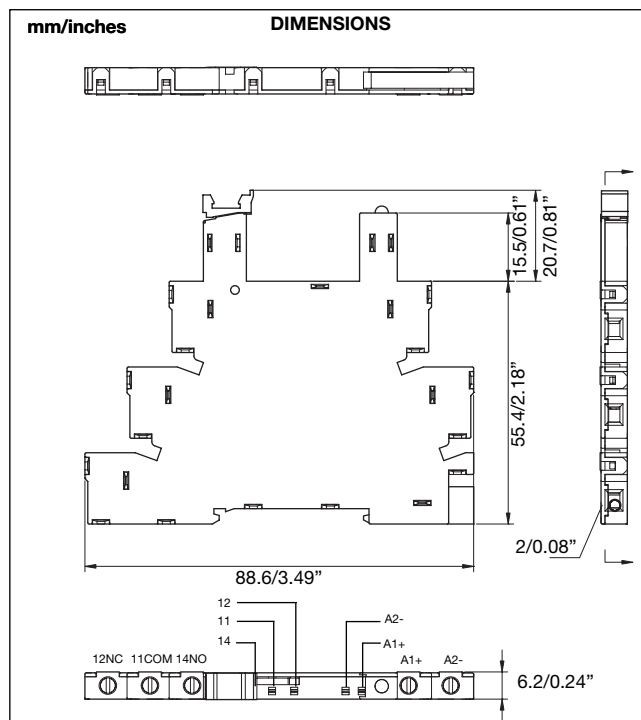 mm/inches
DIMENSIONS
15.5/0.61”
20.7/0.81”
55.4/2.18”
2/0.08”
88.6/3.49”
12
11
14
A2-
A1+
12NC 11COM 14NO
A1+ A2-
6.2/0.24”